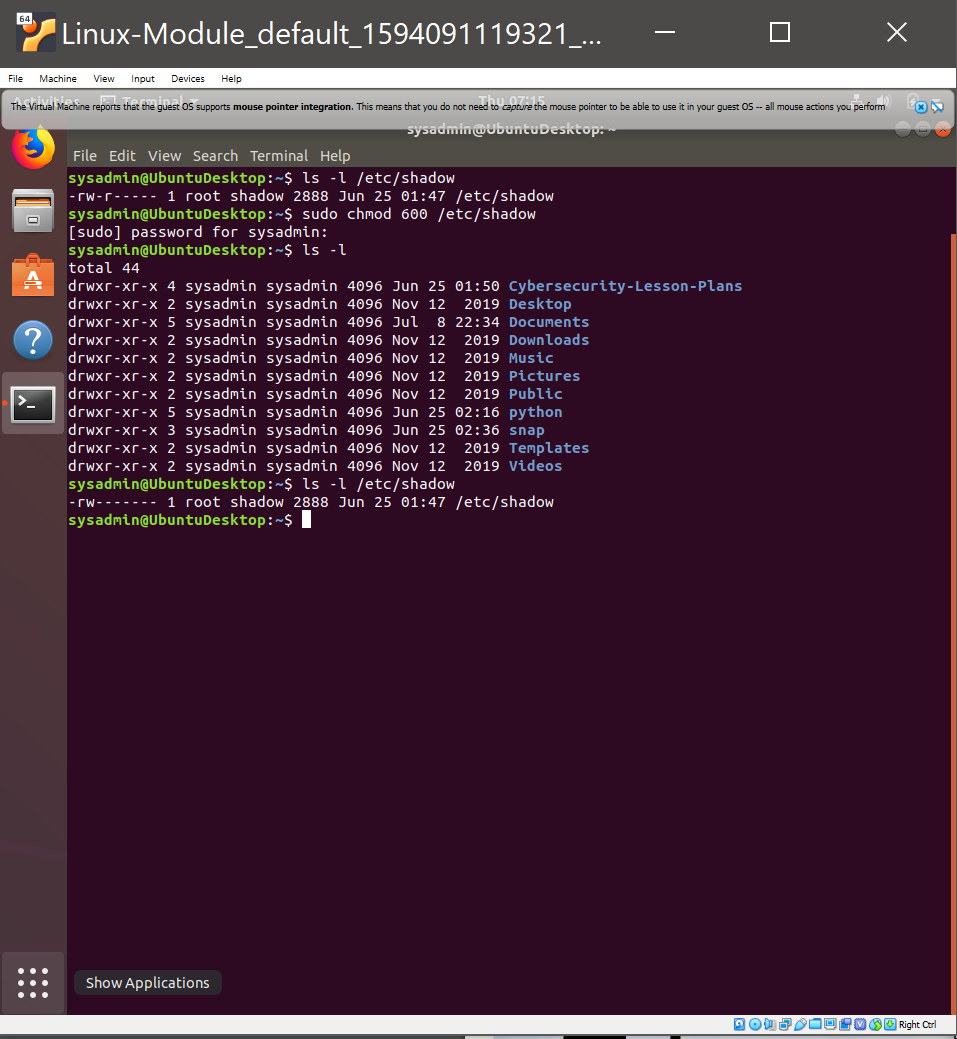 64
Linux-Module_default_1594091119321_...
File Machine View Input Devices Help
Activities Terminal Thu 07:15
The Virtual Machine reports that the guest OS supports mouse pointer integration. This means that you do not need to capture the mouse pointer to be able to use it in your guest OS -- all mouse actions you perform
sysadmin@UbuntuDesktop: ~
File Edit View Search Terminal Help
sysadmin@UbuntuDesktop:~$ ls -l /etc/shadow
-rw-r----- 1 root shadow 2888 Jun 25 01:47 /etc/shadow
sysadmin@UbuntuDesktop:~$ sudo chmod 600 /etc/shadow
[sudo] password for sysadmin:
sysadmin@UbuntuDesktop:~$ ls -l
total 44
drwxr-xr-x 4 sysadmin sysadmin 4096 Jun 25 01:50 Cybersecurity-Lesson-Plans
drwxr-xr-x 2 sysadmin sysadmin 4096 Nov 12  2019 Desktop
drwxr-xr-x 5 sysadmin sysadmin 4096 Jul  8 22:34 Documents
drwxr-xr-x 2 sysadmin sysadmin 4096 Nov 12  2019 Downloads
drwxr-xr-x 2 sysadmin sysadmin 4096 Nov 12  2019 Music
drwxr-xr-x 2 sysadmin sysadmin 4096 Nov 12  2019 Pictures
drwxr-xr-x 2 sysadmin sysadmin 4096 Nov 12  2019 Public
drwxr-xr-x 5 sysadmin sysadmin 4096 Jun 25 02:16 python
drwxr-xr-x 3 sysadmin sysadmin 4096 Jun 25 02:36 snap
drwxr-xr-x 2 sysadmin sysadmin 4096 Nov 12  2019 Templates
drwxr-xr-x 2 sysadmin sysadmin 4096 Nov 12  2019 Videos
sysadmin@UbuntuDesktop:~$ ls -l /etc/shadow
-rw------- 1 root shadow 2888 Jun 25 01:47 /etc/shadow
sysadmin@UbuntuDesktop:~$
Show Applications
Right Ctrl